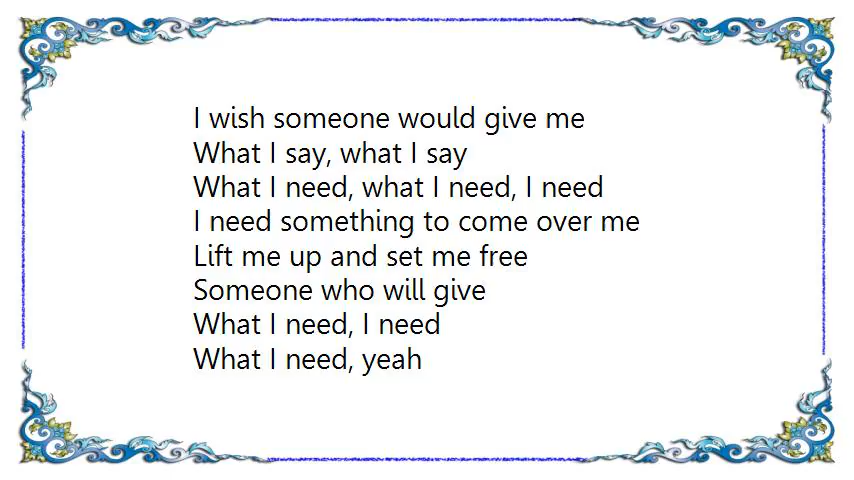 I wish someone would give me
What I say, what I say
What I need, what I need, I need
I need something to come over me
Lift me up and set me free
Someone who will give
What I need, I need
What I need, yeah